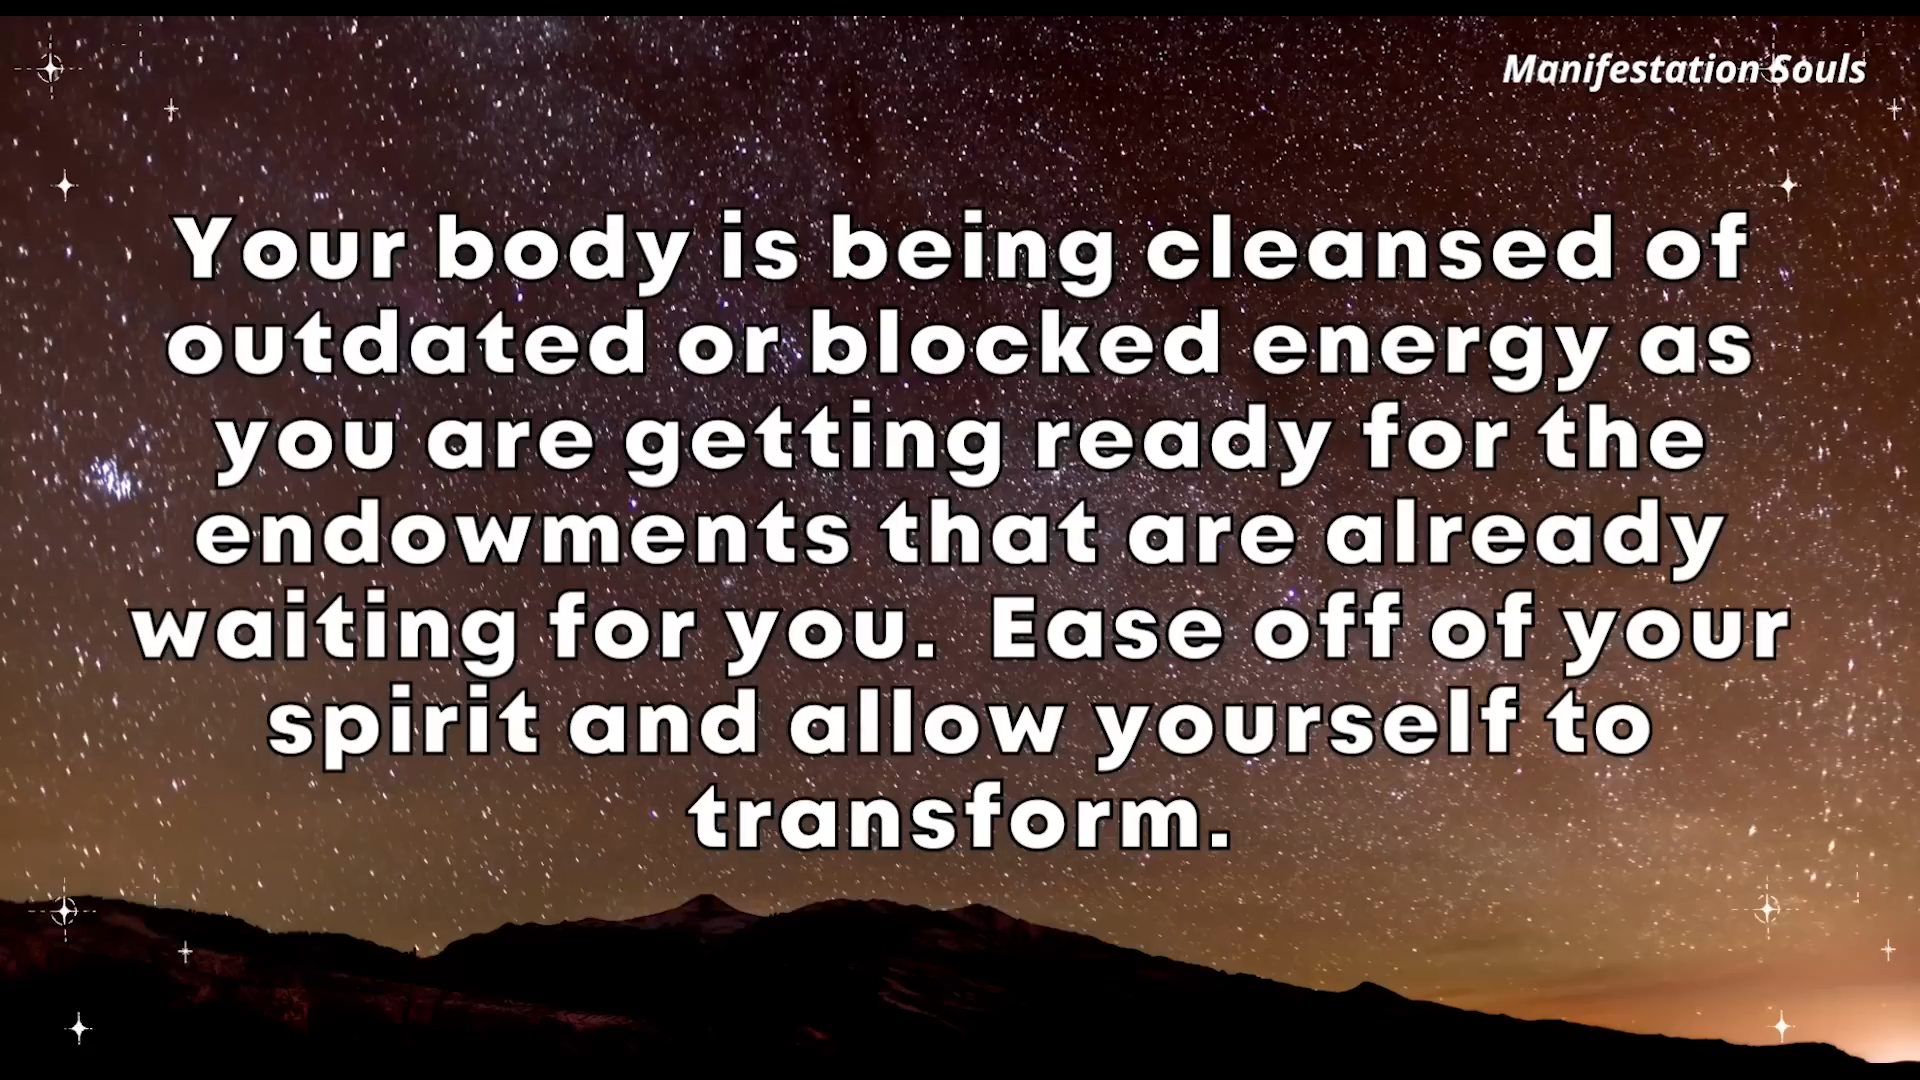 Manifestation Souls
Your body is being cleansed of
outdated or blocked energy as
you are getting ready for the
endowments that are already
waiting for you.  Ease off of your
spirit and allow yourself to
transform.